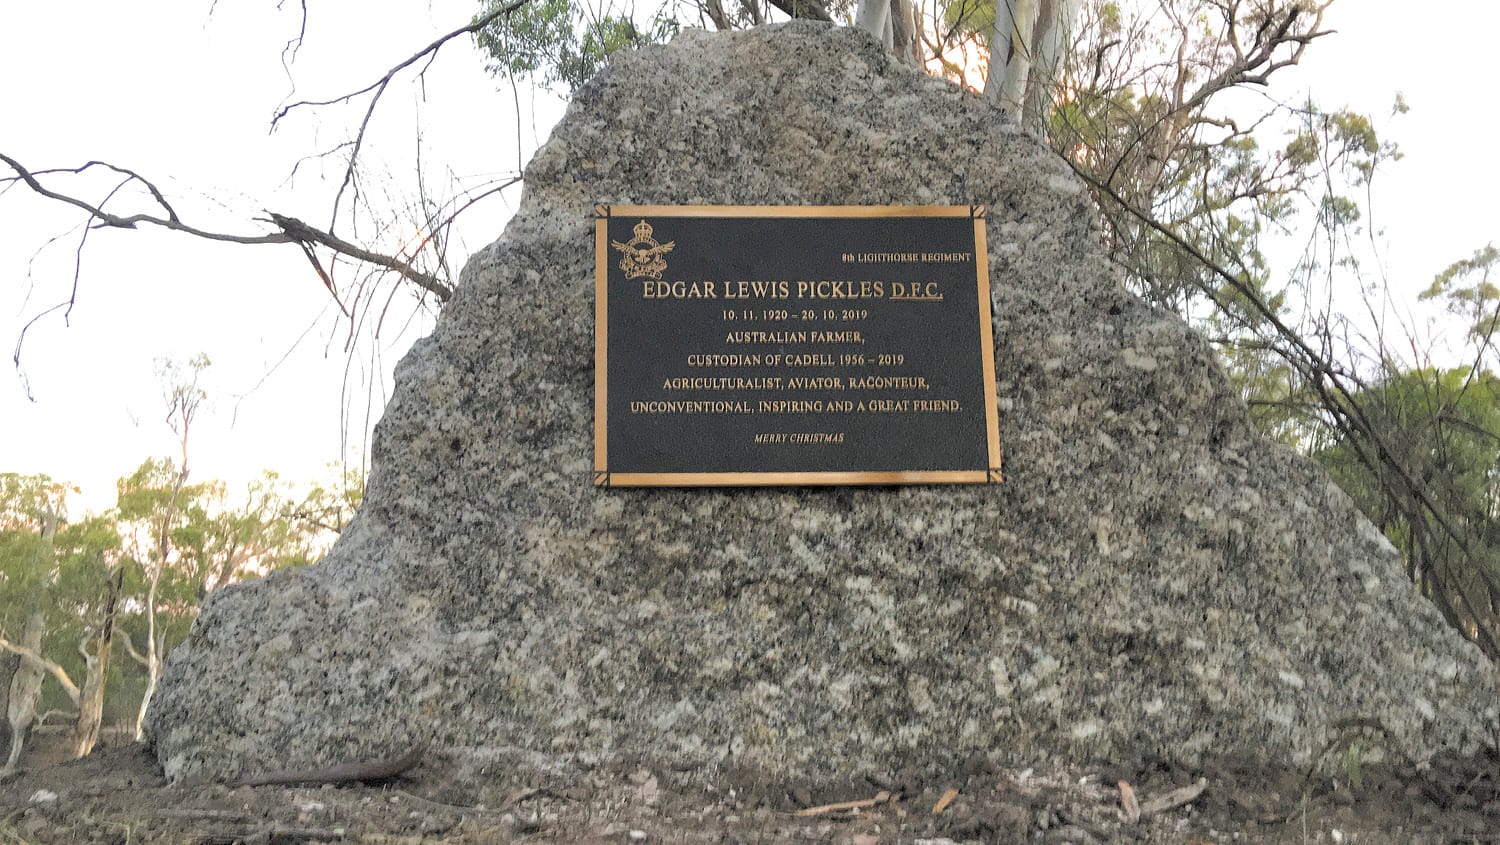 8th LIGHTHORSE REGIMENT
EDGAR LEWIS PICKLES D.F.C.
10. 11. 1920 – 20. 10. 2019
AUSTRALIAN FARMER,
CUSTODIAN OF CADELL 1956 – 2019
AGRICULTURALIST, AVIATOR, RACONTEUR,
UNCONVENTIONAL, INSPIRING AND A GREAT FRIEND.
MERRY CHRISTMAS